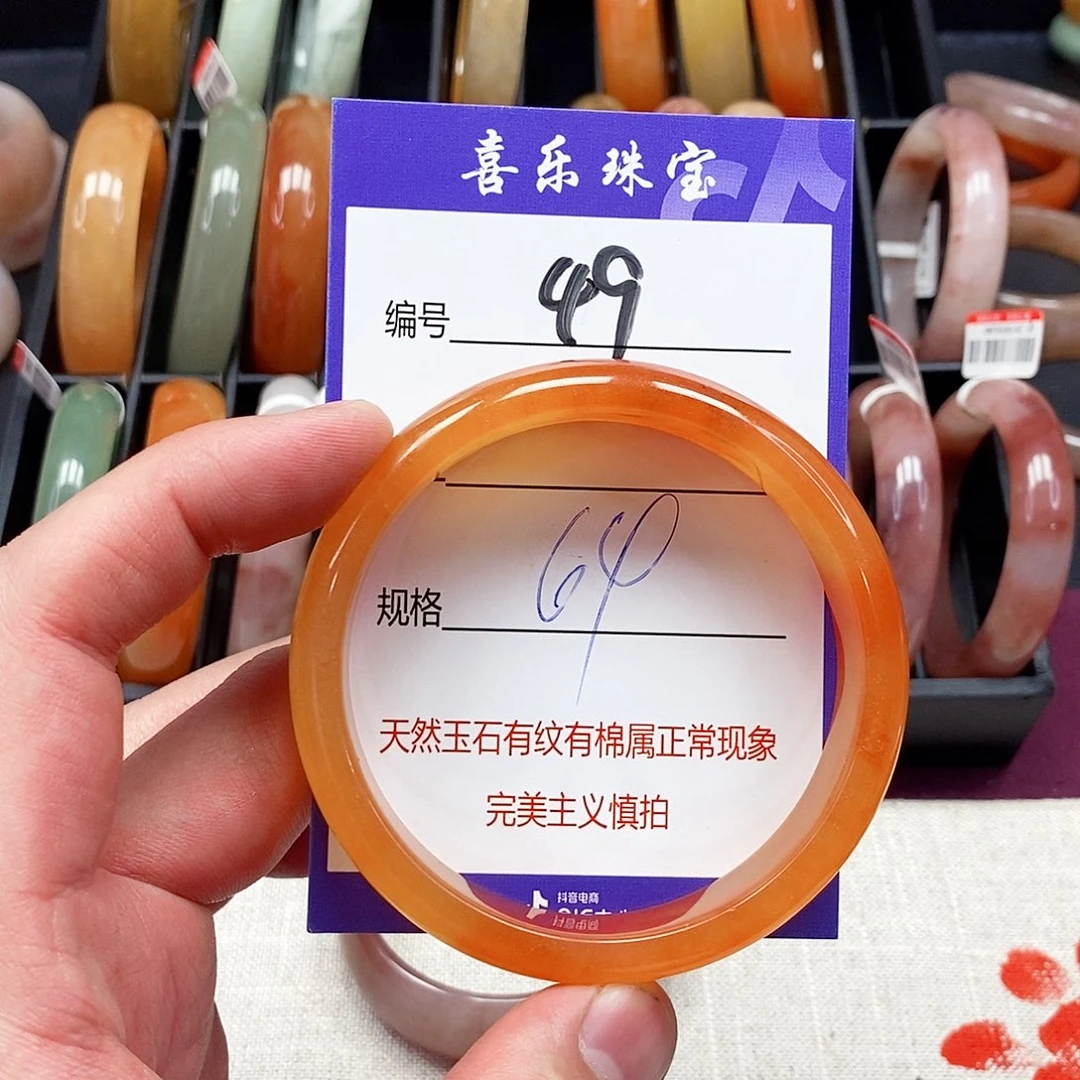 喜乐珠宝
编号 49
规格 64
天然玉石有纹有棉属正常现象
完美主义慎拍
抖音电商